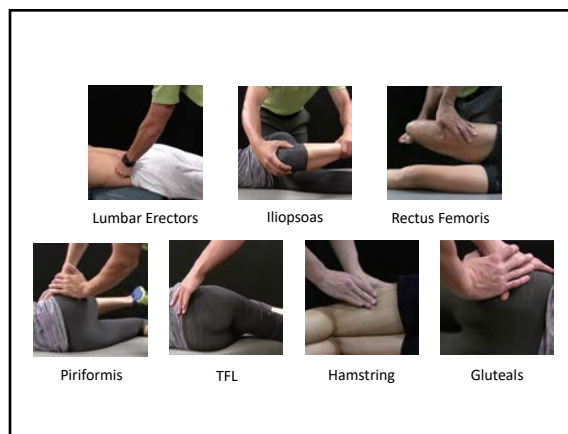 Lumbar Erectors
Iliopsoas
Rectus Femoris
Piriformis
TFL
Hamstring
Gluteals